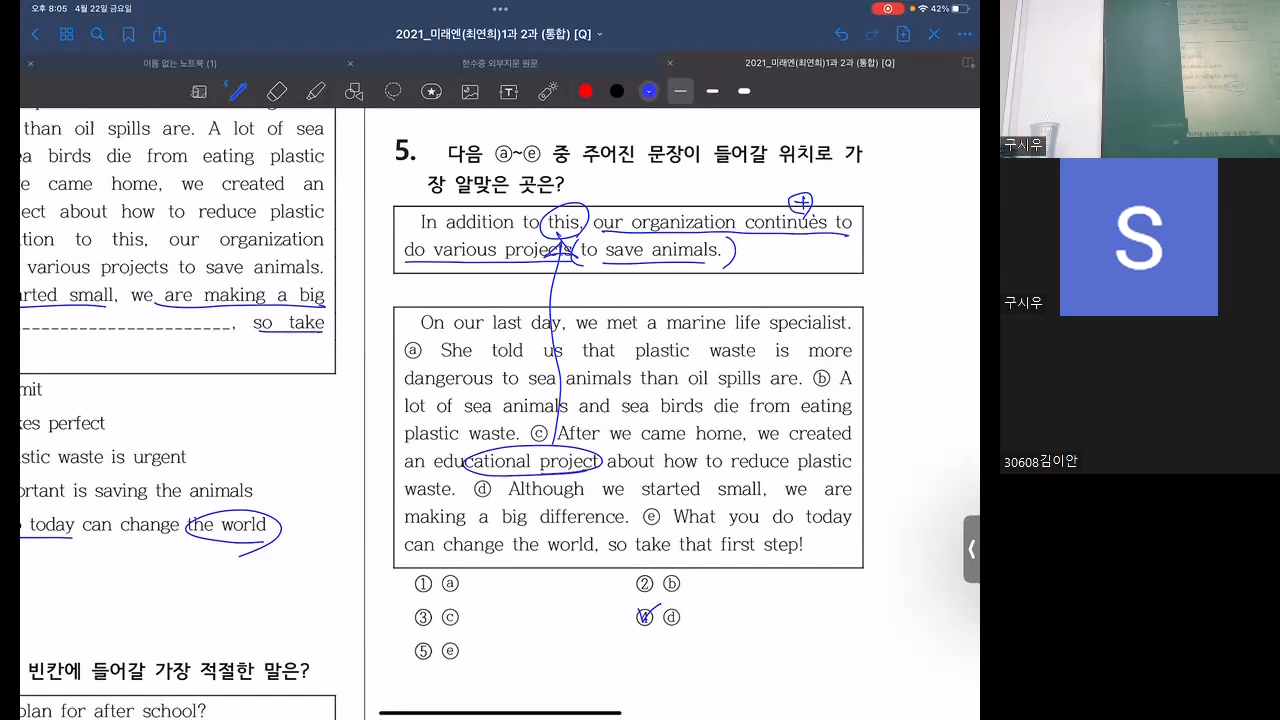 오후 8:05 4월 22일 금요일
42%
2021_미래엔(최연희)1과 2과 (통합) [Q]
이름 없는 노트북 (1)
한수중 외부지문 원문
2021_미래엔(최연희)1과 2과 (통합) [Q]
than oil spills are. A lot of sea
birds die from eating plastic
came home, we created an
about how to reduce plastic
to this, our organization
various projects to save animals.
small, we are making a big
, so take
perfect
waste is urgent
is saving the animals
today can change the world
빈칸에 들어갈 가장 적절한 말은?
for after school?
5. 다음 ⓐ~ⓔ 중 주어진 문장이 들어갈 위치로 가
장 알맞은 곳은?
In addition to this, our organization continues to
do various projects to save animals.
On our last day, we met a marine life specialist.
ⓐ She told us that plastic waste is more
dangerous to sea animals than oil spills are. ⓑ A
lot of sea animals and sea birds die from eating
plastic waste. ⓒ After we came home, we created
an educational project about how to reduce plastic
waste. ⓓ Although we started small, we are
making a big difference. ⓔ What you do today
can change the world, so take that first step!
① ⓐ ② ⓑ
③ ⓒ ④ ⓓ
⑤ ⓔ
구시우
S
구시우
30608김이안